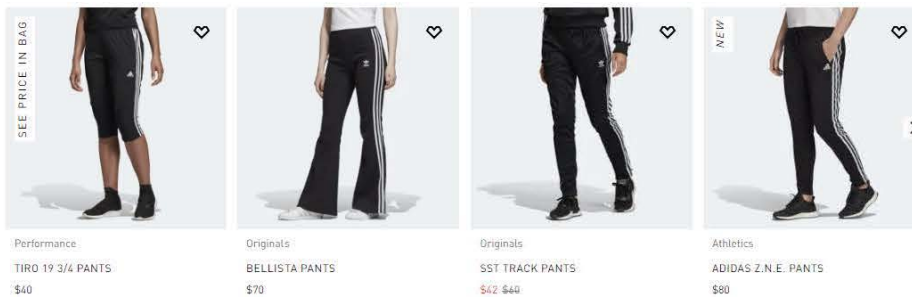 SEE PRICE IN BAG
NEW
Performance
TIRO 19 3/4 PANTS
$40
Originals
BELLISTA PANTS
$70
Originals
SST TRACK PANTS
$42 $60
Athletics
ADIDAS Z.N.E. PANTS
$80